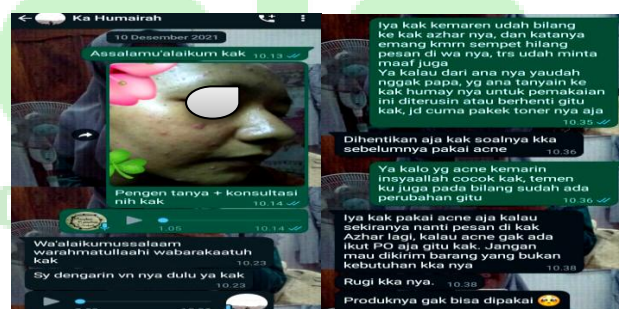 Ka Humairah
10 Desember 2021
Assalamu'alaikum kak 10.13
Pengen tanya + konsultasi
nih kak 10.14
1.05 10.14
Wa'alaikumussalaam
warahmatullaahi wabarakaatuh
kak 10.23
Sy dengarin vn nya dulu ya kak
10.23
Iya kak kemaren udah bilang
ke kak azhar nya, dan katanya
emang kmrn sempet hilang
pesan di wa nya, trs udah minta
maaf juga
Ya kalau dari ana nya yaudah
nggak papa, yg ana tanyain ke
kak humay nya untuk pemakaian
ini diterusin atau berhenti gitu
kak, jd cuma pakek toner nya aja
10.35
Dihentikan aja kak soalnya kka
sebelumnya pakai acne 10.36
Ya kalo yg acne kemarin
insyaallah cocok kak, temen
ku juga pada bilang sudah ada
perubahan gitu 10.36
Iya kak pakai acne aja kalau
sekiranya nanti pesan di kak
Azhar lagi, kalau acne gak ada
ikut PO aja gitu kak. Jangan
mau dikirim barang yang bukan
kebutuhan kka nya 10.38
Rugi kka nya. 10.38
Produknya gak bisa dipakai 🥺